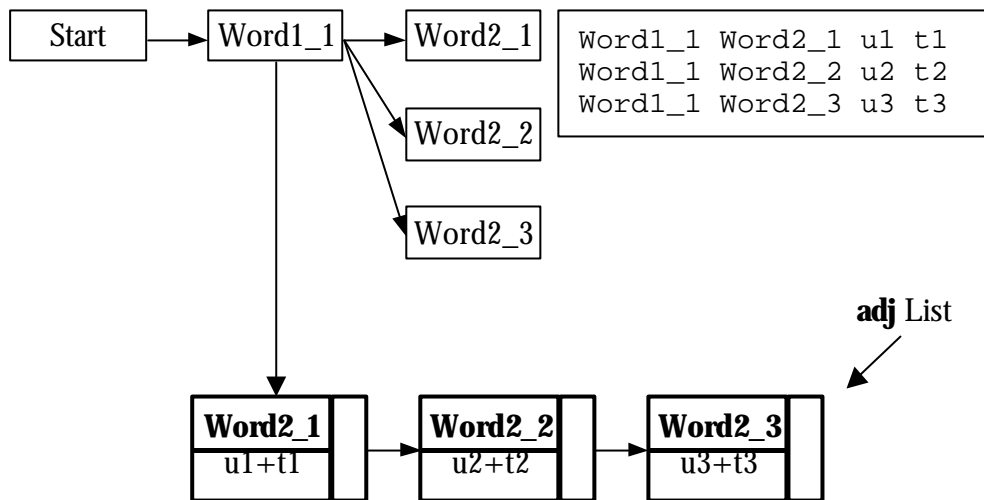 Start
Word1_1
Word2_1
Word1_1 Word2_1 u1 t1
Word1_1 Word2_2 u2 t2
Word1_1 Word2_3 u3 t3
Word2_2
Word2_3
adj List
Word2_1
u1+t1
Word2_2
u2+t2
Word2_3
u3+t3